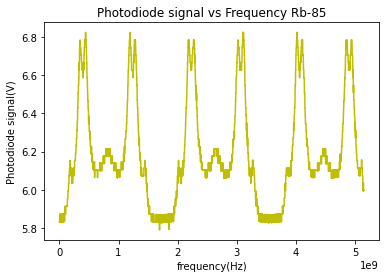 Photodiode signal vs Frequency Rb-85
Photodiode signal(V)
6.8
6.6
6.4
6.2
6.0
5.8
0 1 2 3 4 5
1e9
frequency(Hz)